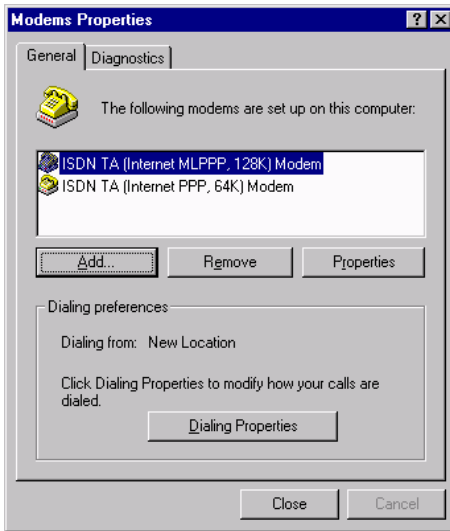 Modems Properties
General
Diagnostics
The following modems are set up on this computer:
ISDN TA (Internet MLPPP, 128K) Modem
ISDN TA (Internet PPP, 64K) Modem
Add...
Remove
Properties
Dialing preferences
Dialing from: New Location
Click Dialing Properties to modify how your calls are
dialed.
Dialing Properties
Close
Cancel